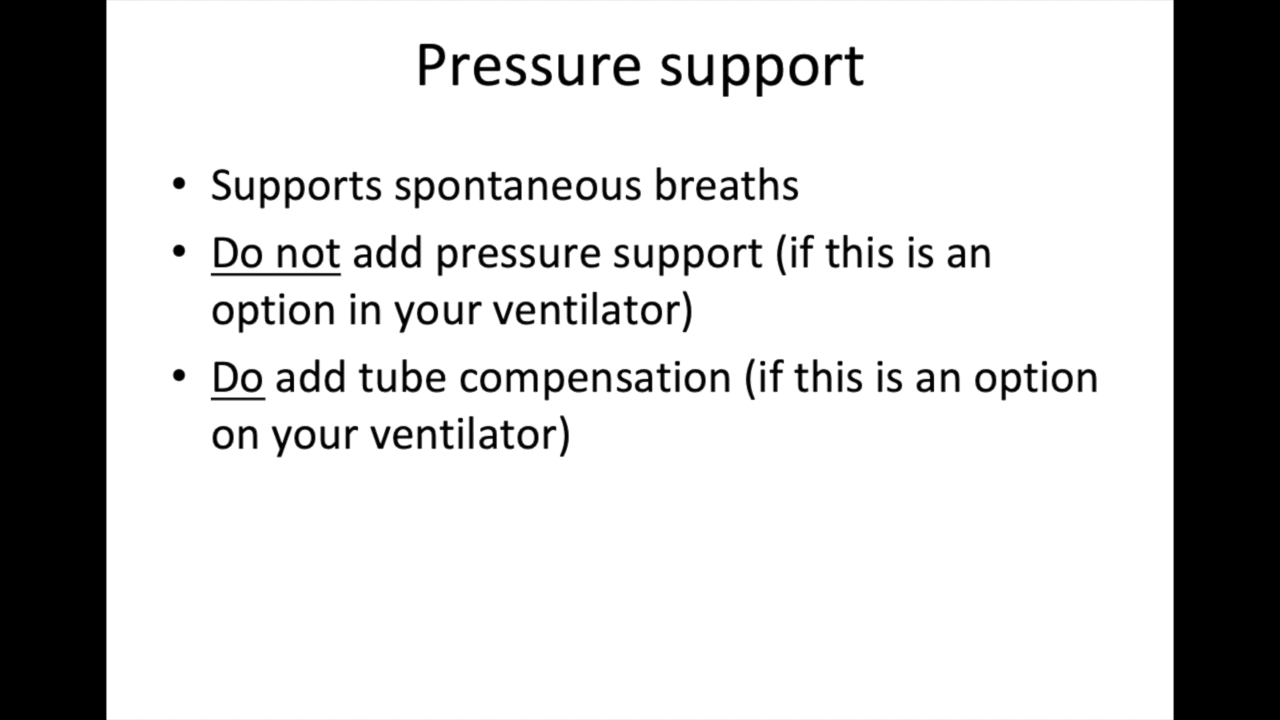 Pressure support
• Supports spontaneous breaths
• Do not add pressure support (if this is an
option in your ventilator)
• Do add tube compensation (if this is an option
on your ventilator)